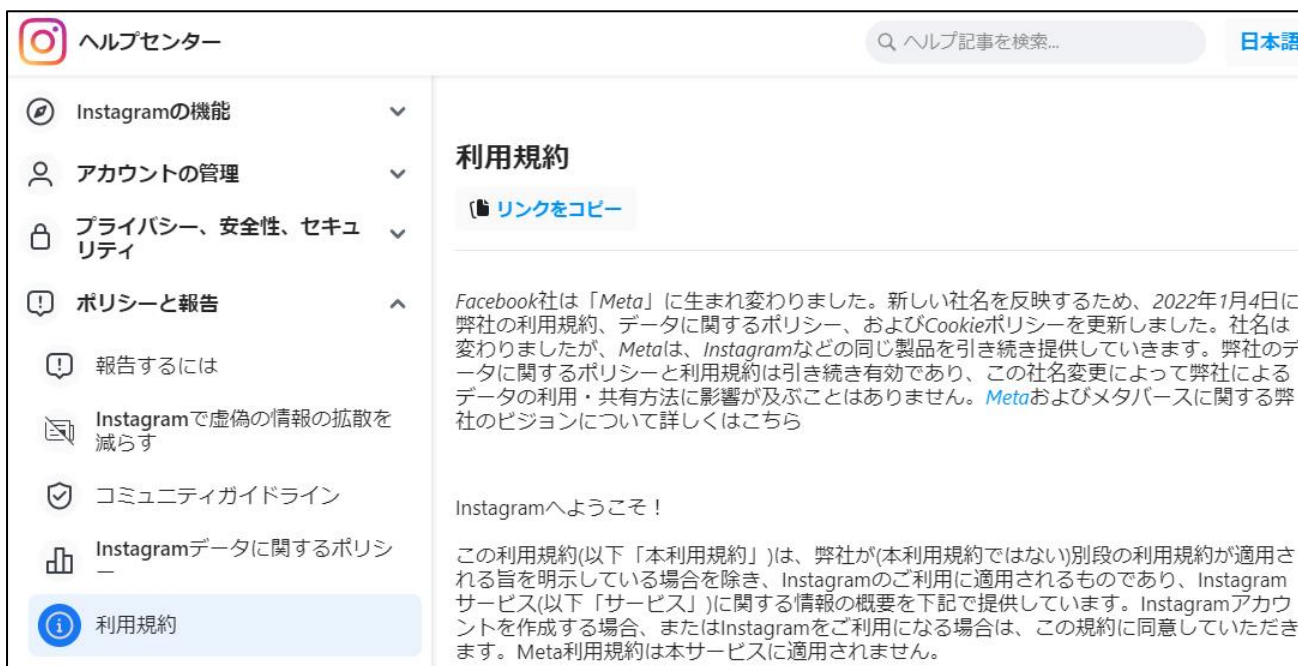 ヘルプセンター
ヘルプ記事を検索...
日本語
Instagramの機能
アカウントの管理
プライバシー、安全性、セキュ
リティ
ポリシーと報告
報告するには
Instagramで虚偽の情報の拡散を
減らす
コミュニティガイドライン
Instagramデータに関するポリシ
ー
利用規約
利用規約
リンクをコピー
Facebook社は「Meta」に生まれ変わりました。新しい社名を反映するため、2022年1月4日に
弊社の利用規約、データに関するポリシー、およびCookieポリシーを更新しました。社名は
変わりましたが、Metaは、Instagramなどの同じ製品を引き続き提供していきます。弊社のデ
ータに関するポリシーと利用規約は引き続き有効であり、この社名変更によって弊社による
データの利用・共有方法に影響が及ぶことはありません。Metaおよびメタバースに関する弊
社のビジョンについて詳しくはこちら
Instagramへようこそ！
この利用規約(以下「本利用規約」)は、弊社が(本利用規約ではない)別段の利用規約が適用さ
れる旨を明示している場合を除き、Instagramのご利用に適用されるものであり、Instagram
サービス(以下「サービス」)に関する情報の概要を下記で提供しています。Instagramアカウ
ントを作成する場合、またはInstagramをご利用になる場合は、この規約に同意していただき
ます。Meta利用規約は本サービスに適用されません。